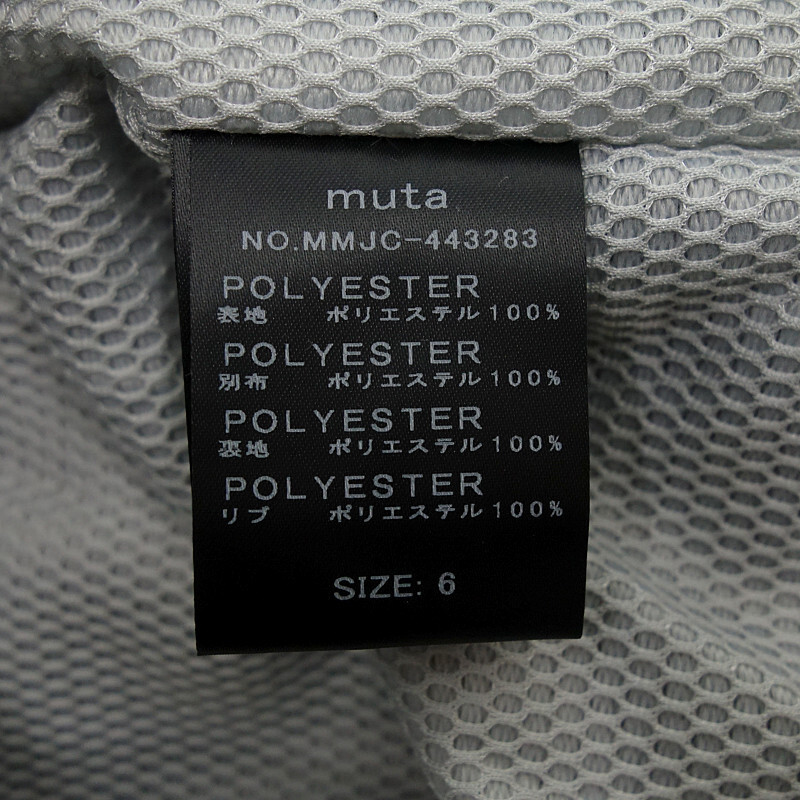 muta
NO.MMJC-443283
POLYESTER
表地 ポリエステル100%
POLYESTER
別布 ポリエステル100%
POLYESTER
裏地 ポリエステル100%
POLYESTER
リブ ポリエステル100%
SIZE: 6